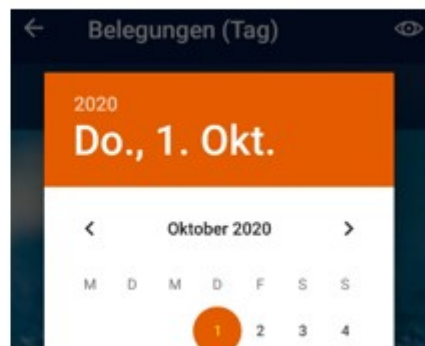 Belegungen (Tag)
2020
Do., 1. Okt.
Oktober 2020
M D M D F S S
1 2 3 4